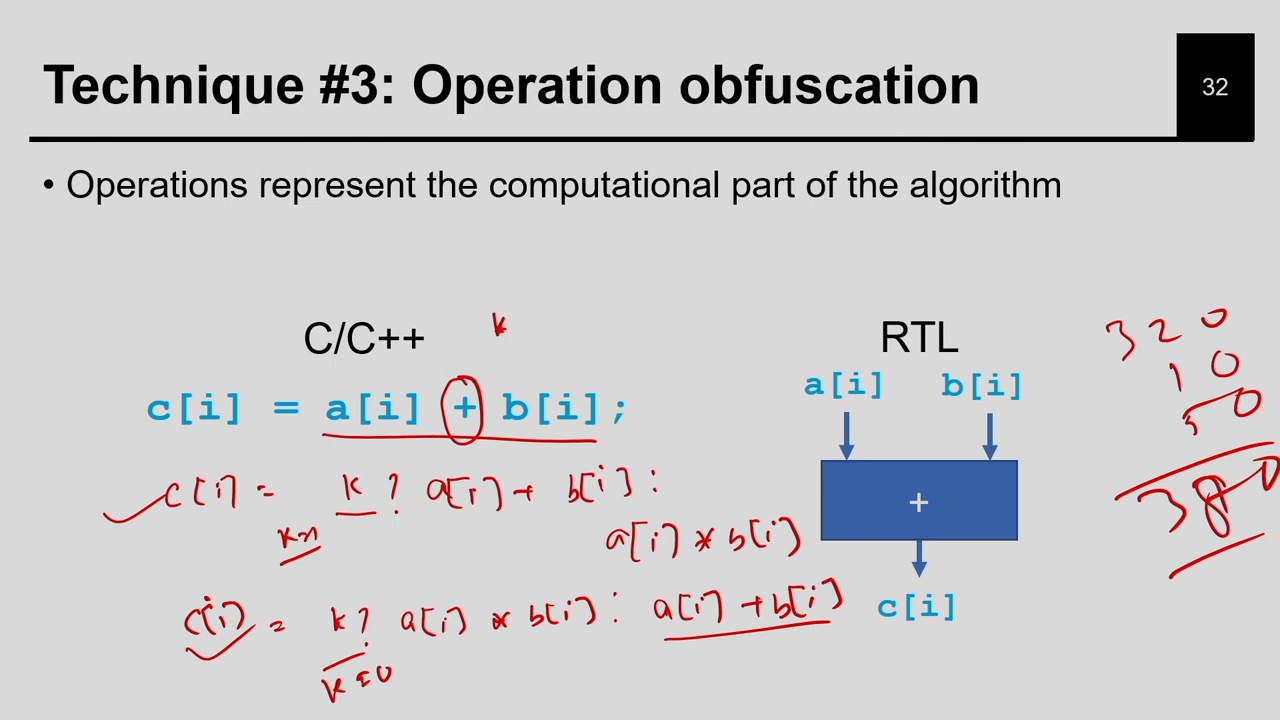 Technique #3: Operation obfuscation
32
• Operations represent the computational part of the algorithm
C/C++
k
c[i] = a[i] + b[i];
c[i] = k ? a[i] + b[i] :
a[i] * b[i]
c[i] = k ? a[i] * b[i] : a[i] + b[i]
k=0
RTL
a[i] b[i]
+
c[i]
320
10
50
380